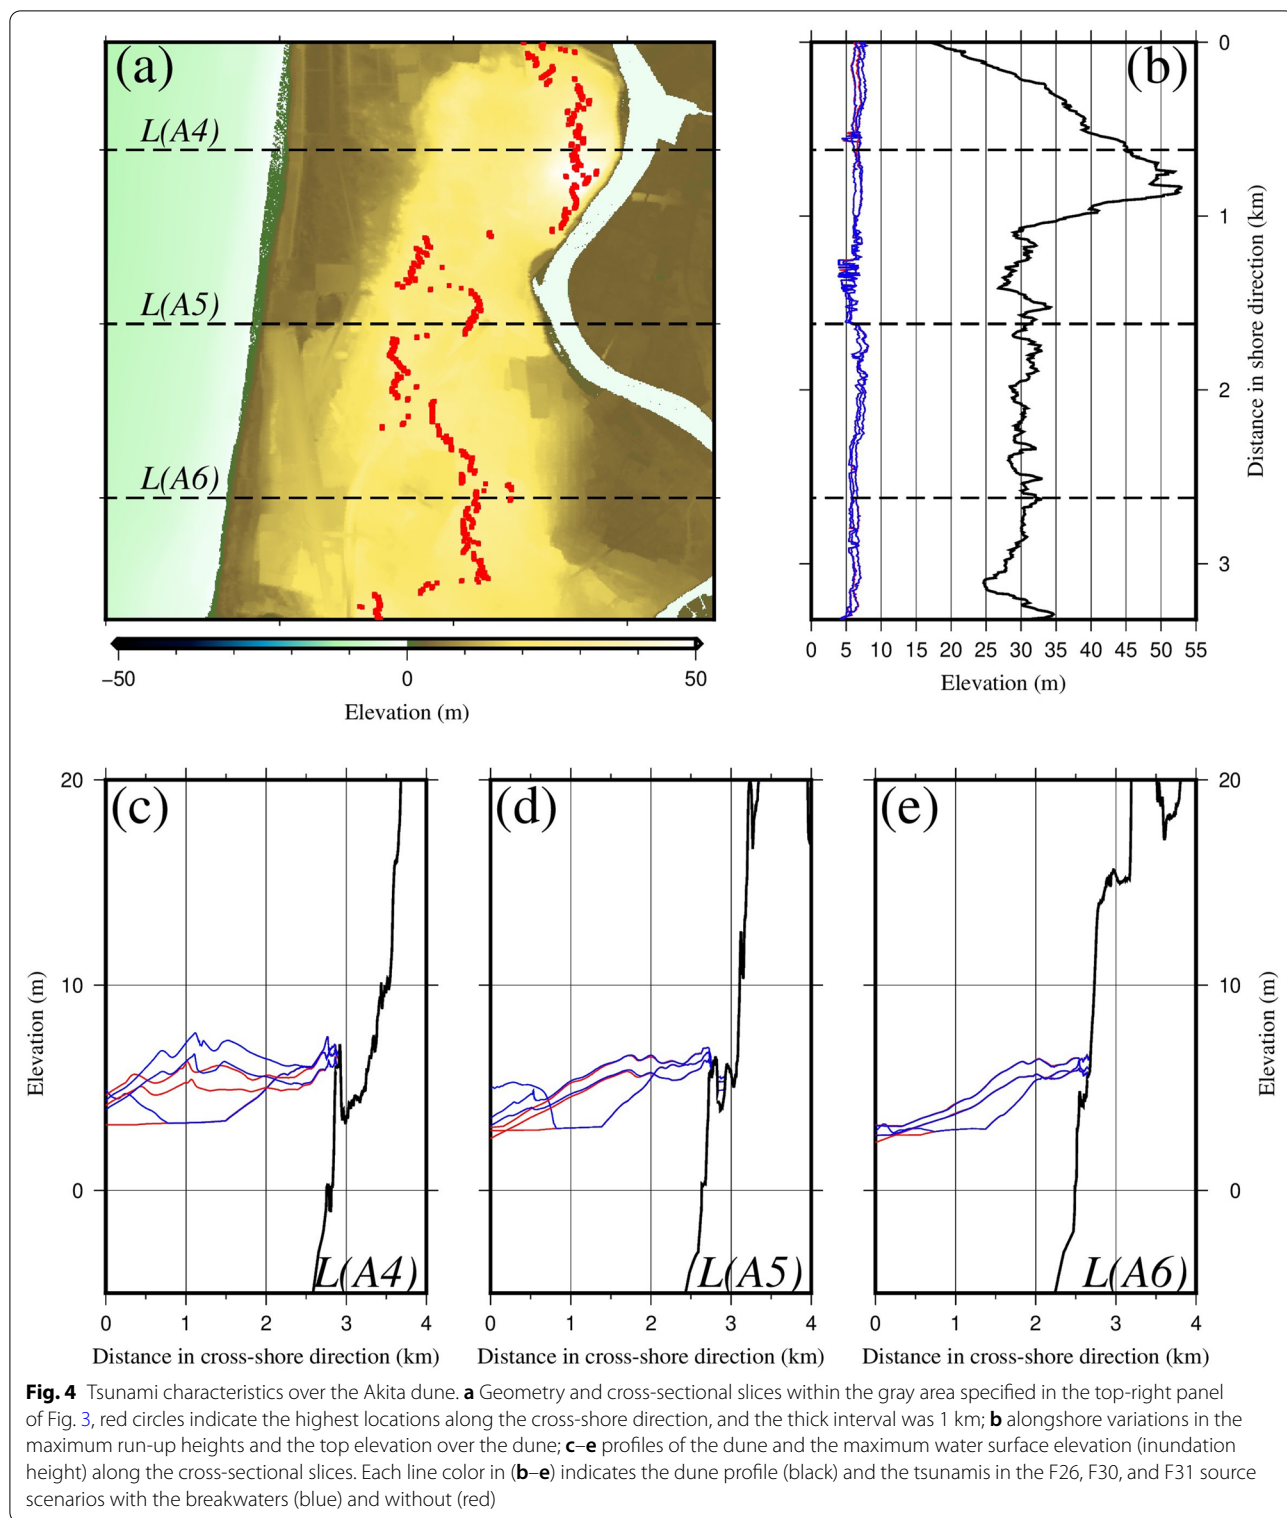 (a)
L(A4)
L(A5)
L(A6)
−50 0 50
Elevation (m)
(b)
0
1
2
3
Distance in shore direction (km)
0 5 10 15 20 25 30 35 40 45 50 55
Elevation (m)
20
10
0
Elevation (m)
(c)
L(A4)
0 1 2 3 4
Distance in cross-shore direction (km)
(d)
L(A5)
0 1 2 3 4
Distance in cross-shore direction (km)
(e)
L(A6)
0 1 2 3 4
Distance in cross-shore direction (km)
20
10
0
Elevation (m)
Fig. 4 Tsunami characteristics over the Akita dune. a Geometry and cross-sectional slices within the gray area specified in the top-right panel
of Fig. 3, red circles indicate the highest locations along the cross-shore direction, and the thick interval was 1 km; b alongshore variations in the
maximum run-up heights and the top elevation over the dune; c–e profiles of the dune and the maximum water surface elevation (inundation
height) along the cross-sectional slices. Each line color in (b–e) indicates the dune profile (black) and the tsunamis in the F26, F30, and F31 source
scenarios with the breakwaters (blue) and without (red)